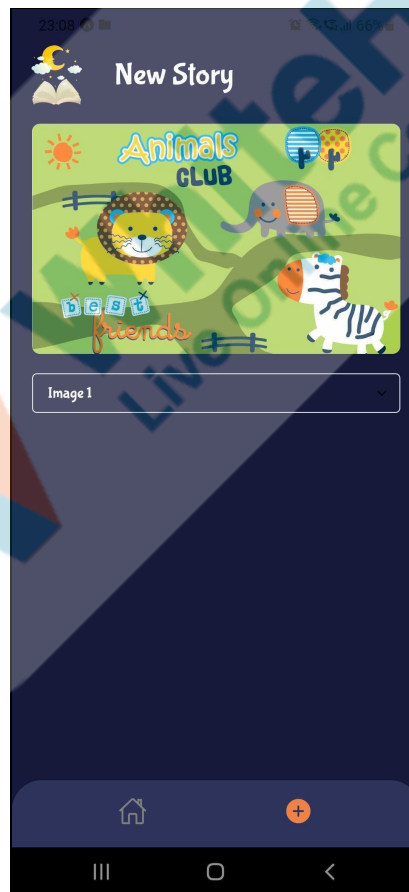 23:08
66%
New Story
Animals
CLUB
best
friends
Image 1